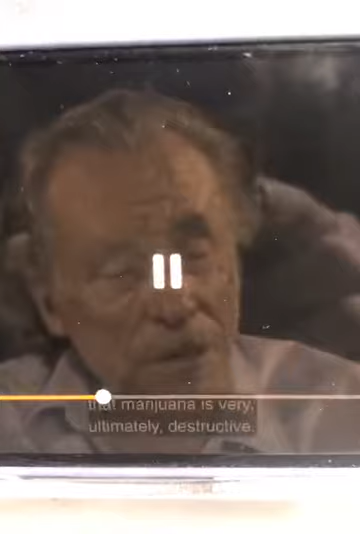 that marijuana is very,
ultimately, destructive.